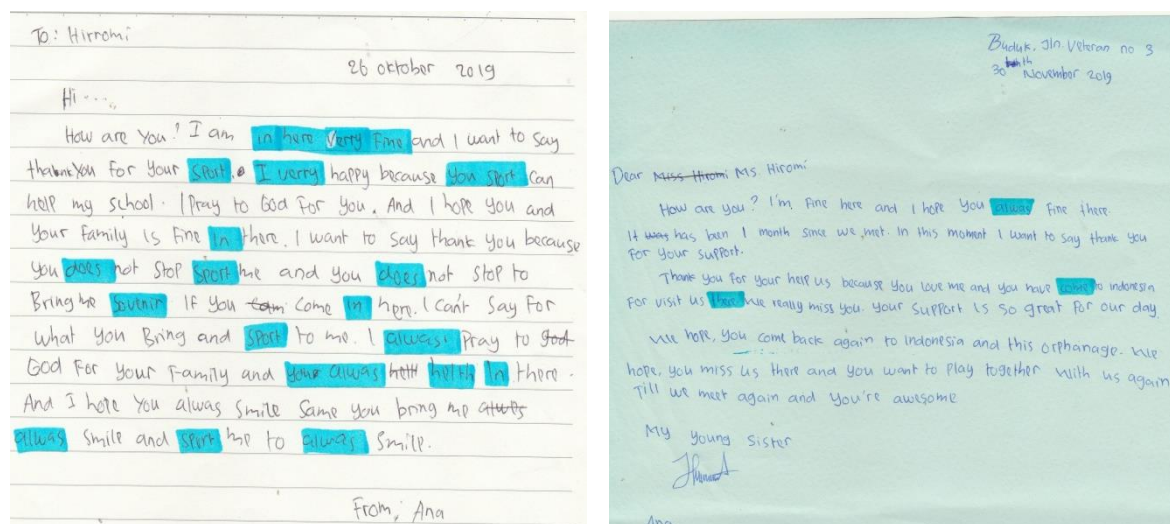 To: Hirromi
26 oktober 2019
Hi....,
How are you? I am in here verry fine and I want to say
thank you for your sport. I verry happy because you sport can
help my school. I pray to God for you. And I hope you and
your family is fine in there. I want to say thank you because
you does not stop sport me and you does not stop to
Bring me souvnir If you come in here. I can't say for
what you Bring and sport to me. I alwas pray to god
God for your family and your alwas helth in there.
And I hope you alwas smile same you bring me alwas
alwas smile and sport me to alwas smile.
From, Ana
Buduk, Jln. Veteran no 3
30th November 2019
Dear Miss Hiromi Ms. Hiromi
How are you? I'm fine here and I hope you alwas fine there.
It was has been 1 month since we met. In this moment I want to say thank you
for your support.
Thank you for your help us because you love me and you have come to indonesia
for visit us there We really miss you. Your support is so great for our day.
We hope, you come back again to Indonesia and this orphanage. We
hope, you miss us there and you want to play together with us again
Till we meet again and you're awesome
My young sister
Ana